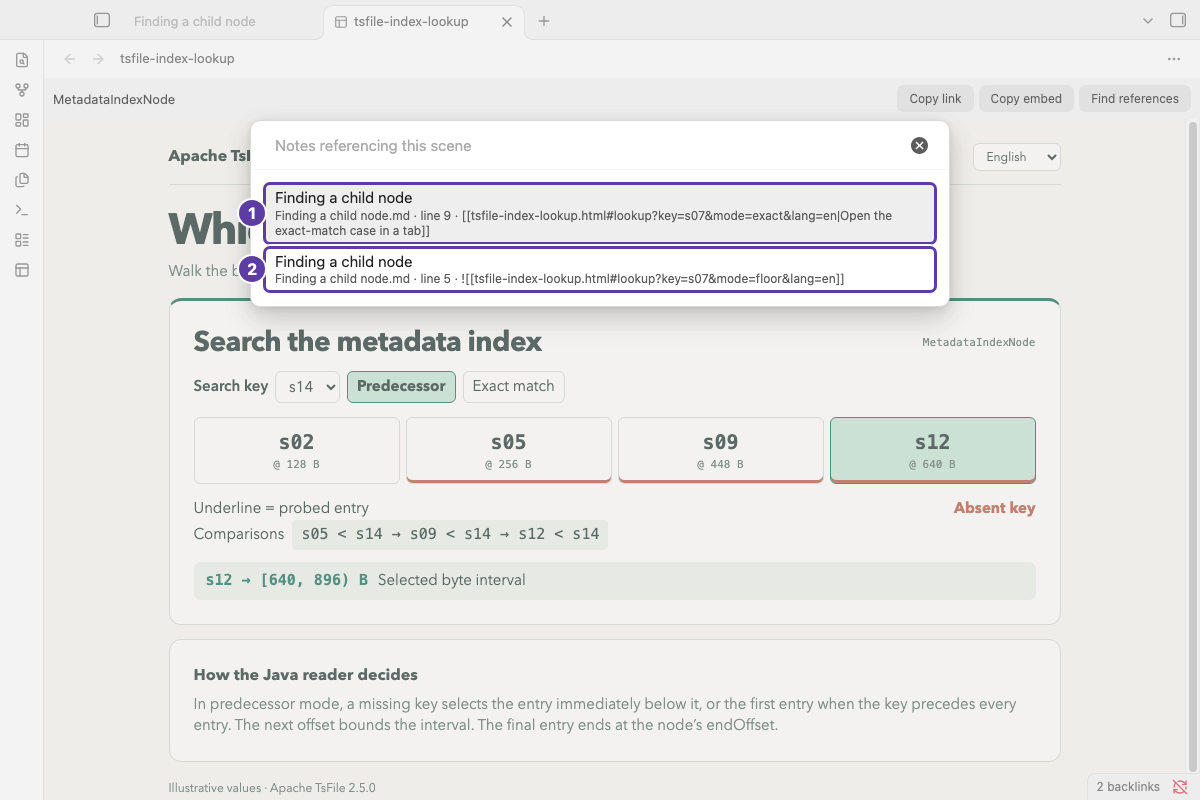 Finding a child node
tsfile-index-lookup
tsfile-index-lookup
MetadataIndexNode
Copy link
Copy embed
Find references
Notes referencing this scene
Apache TsF
English
1
Finding a child node
Finding a child node.md · line 9 · [[tsfile-index-lookup.html#lookup?key=s07&mode=exact&lang=en|Open the
exact-match case in a tab]]
2
Finding a child node
Finding a child node.md · line 5 · ![[tsfile-index-lookup.html#lookup?key=s07&mode=floor&lang=en]]
Walk the b
Search the metadata index
MetadataIndexNode
Search key
s14
Predecessor
Exact match
s02
@ 128 B
s05
@ 256 B
s09
@ 448 B
s12
@ 640 B
Underline = probed entry
Absent key
Comparisons s05 < s14 → s09 < s14 → s12 < s14
s12 → [640, 896) B Selected byte interval
How the Java reader decides
In predecessor mode, a missing key selects the entry immediately below it, or the first entry when the key precedes every
entry. The next offset bounds the interval. The final entry ends at the node’s endOffset.
Illustrative values · Apache TsFile 2.5.0
2 backlinks